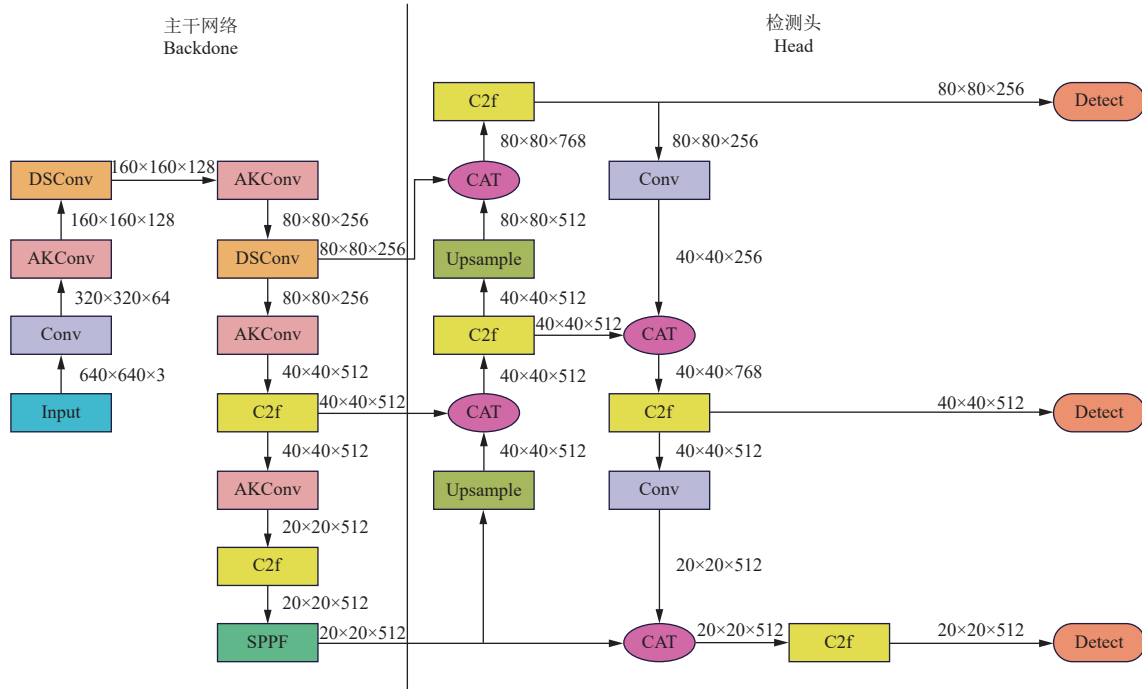 主干网络
Backdone
检测头
Head
C2f
80×80×256
Detect
80×80×768
80×80×256
160×160×128
DSConv
AKConv
CAT
Conv
160×160×128
80×80×256
80×80×512
AKConv
DSConv
80×80×256
Upsample
40×40×256
320×320×64
80×80×256
40×40×512
Conv
AKConv
C2f
40×40×512
CAT
640×640×3
40×40×512
40×40×512
40×40×768
Input
C2f
40×40×512
CAT
C2f
40×40×512
Detect
40×40×512
40×40×512
40×40×512
AKConv
Upsample
Conv
20×20×512
C2f
20×20×512
20×20×512
SPPF
20×20×512
CAT
20×20×512
C2f
20×20×512
Detect